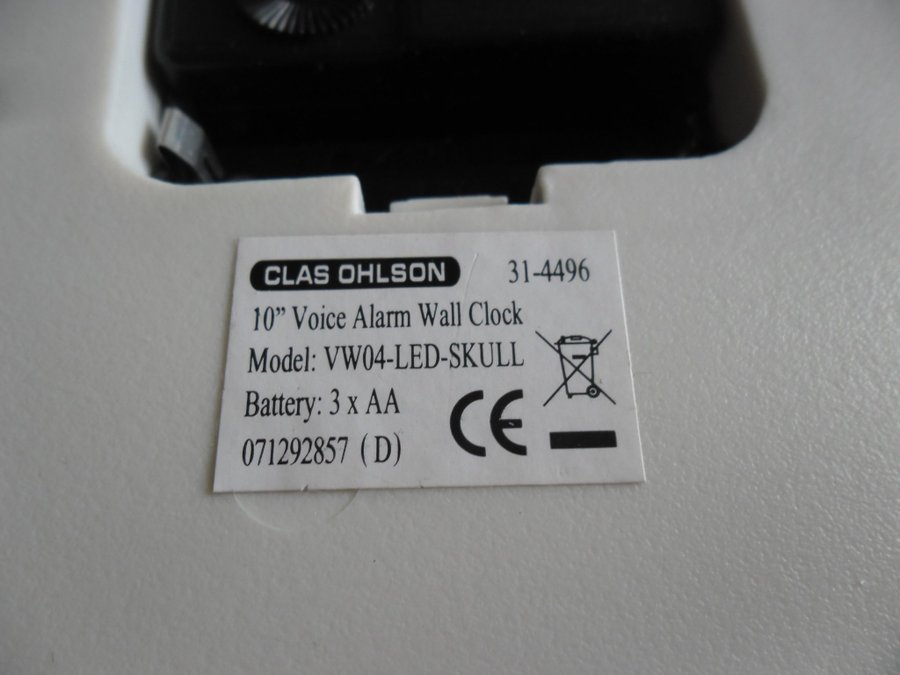 CLAS OHLSON 31-4496
10” Voice Alarm Wall Clock
Model: VW04-LED-SKULL
Battery: 3 x AA
071292857 (D)
CE